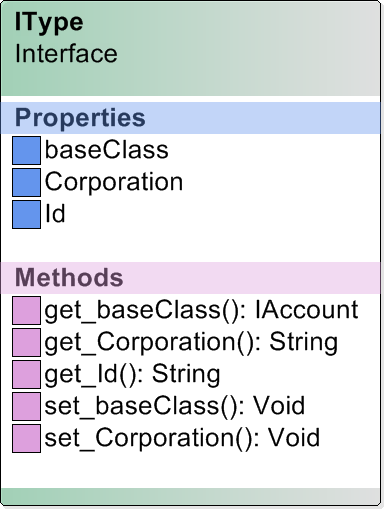 IType
Interface
Properties
baseClass
Corporation
Id
Methods
get_baseClass(): IAccount
get_Corporation(): String
get_Id(): String
set_baseClass(): Void
set_Corporation(): Void